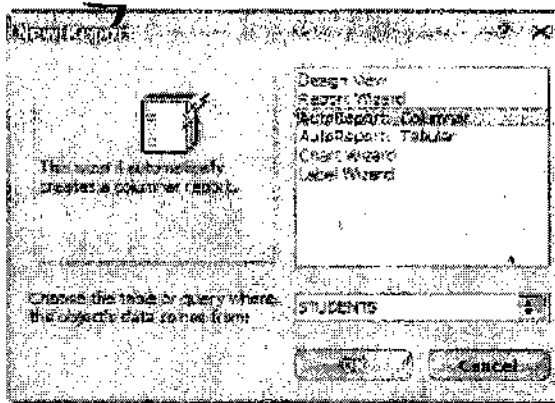 New Report
Design View
Report Wizard
AutoReport: Columnar
AutoReport: Tabular
Chart Wizard
Label Wizard
This wizard automatically
creates a columnar report.
Choose the table or query where
the object's data comes from:
STUDENTS
OK
Cancel